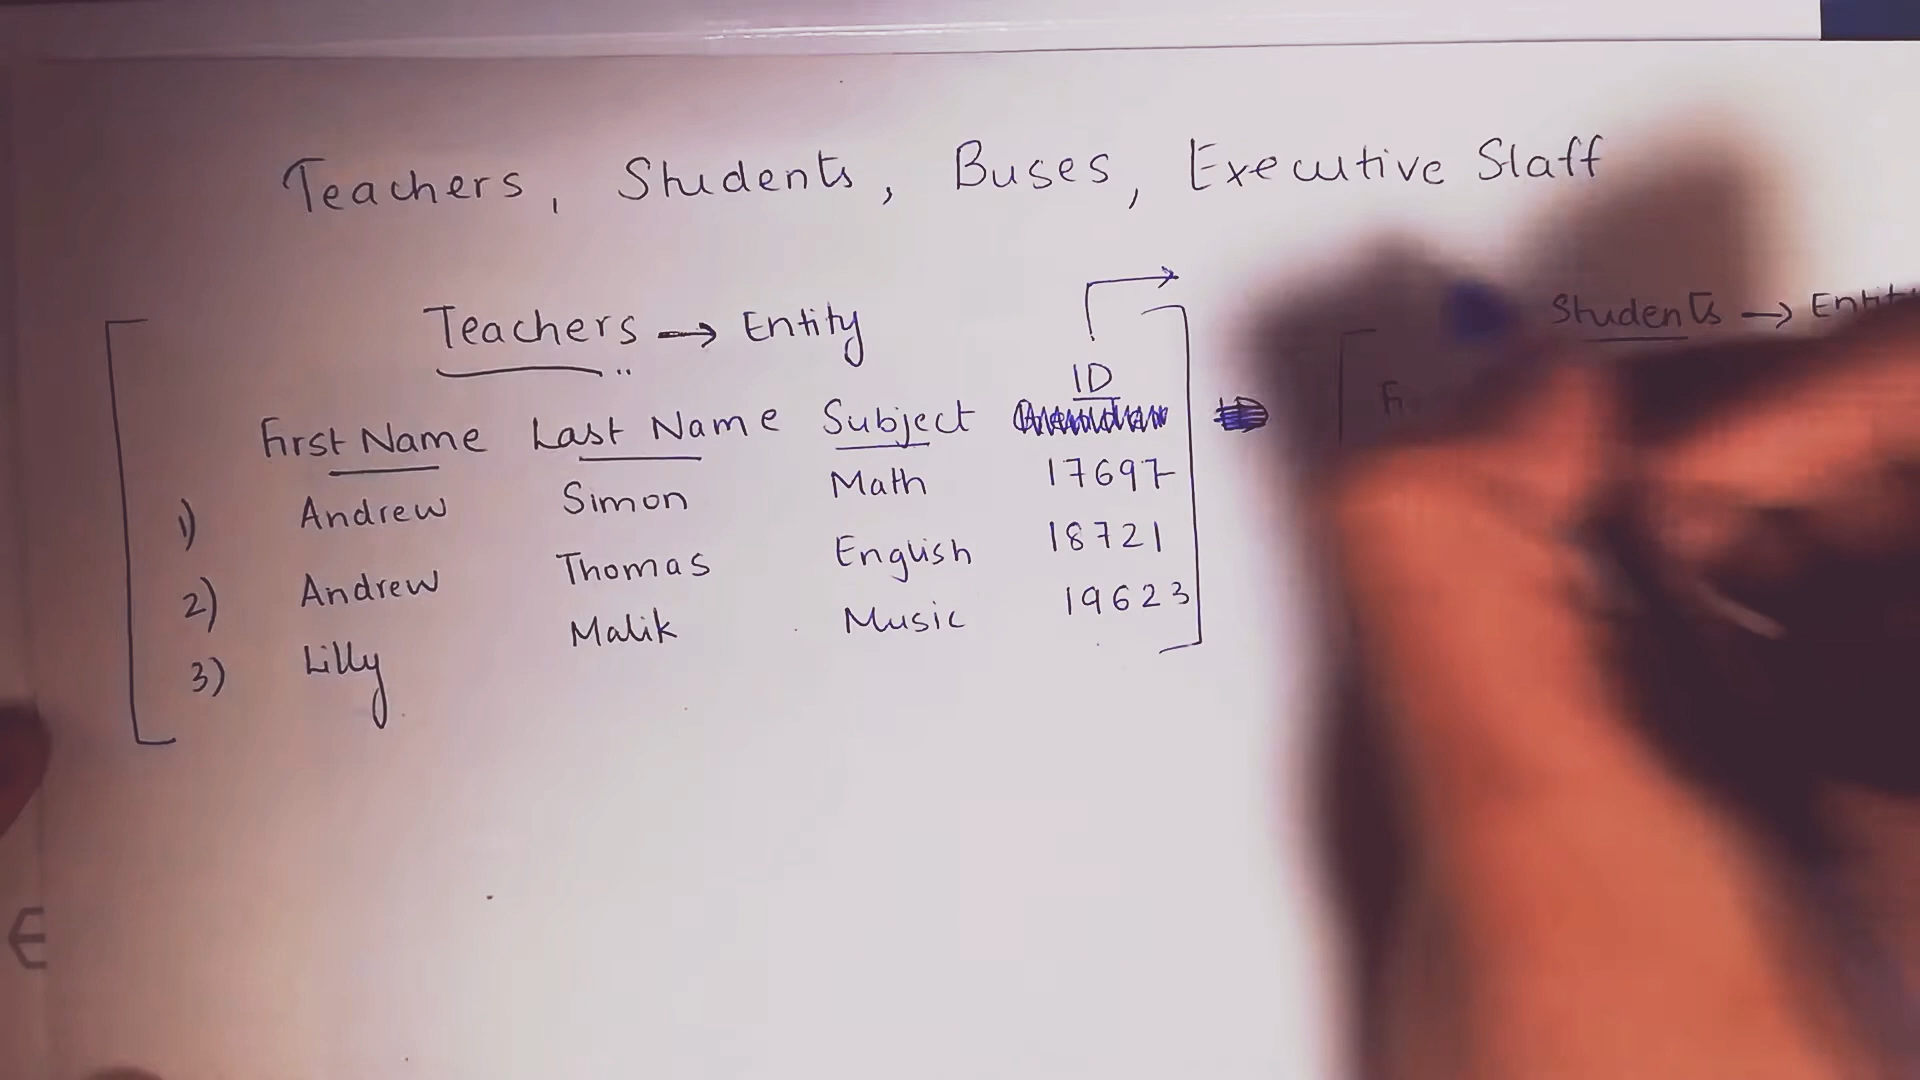 Teachers, Students, Buses, Executive Staff
Teachers → Entity
Students → Entity
First Name Last Name Subject ID
1) Andrew Simon Math 17697
2) Andrew Thomas English 18721
3) Lilly Malik Music 19623
E